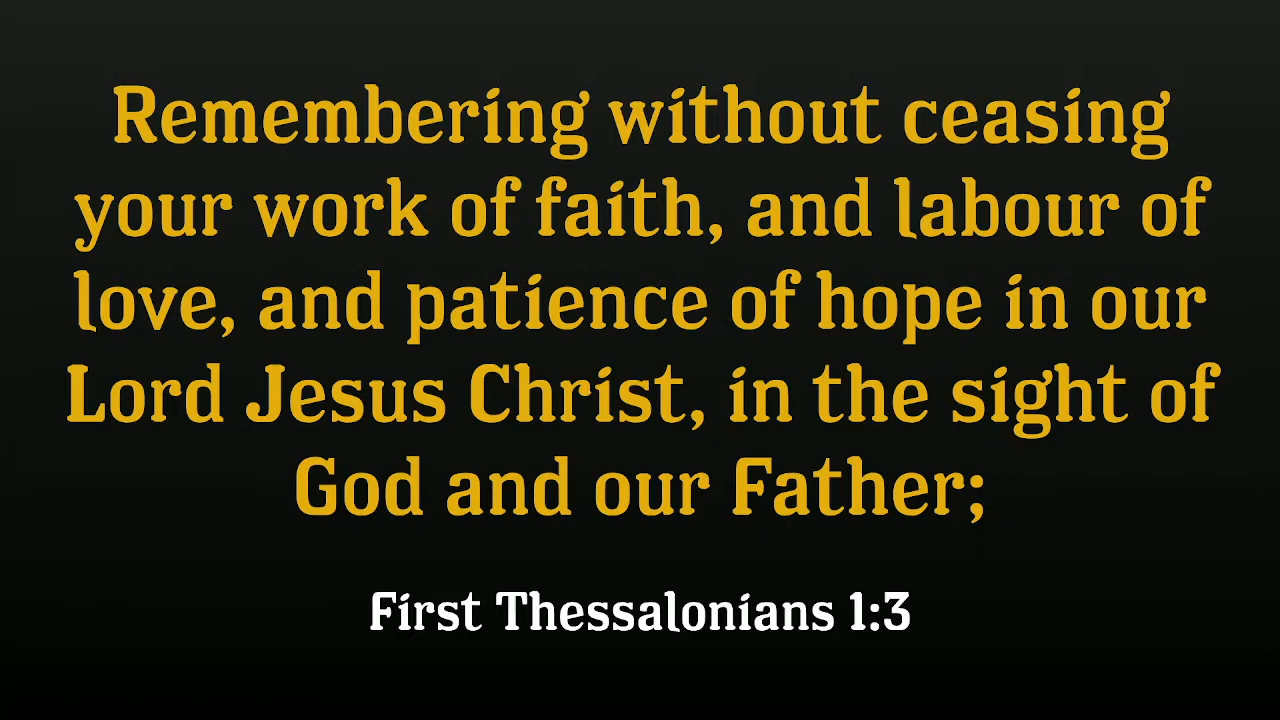 Remembering without ceasing
your work of faith, and labour of
love, and patience of hope in our
Lord Jesus Christ, in the sight of
God and our Father;
First Thessalonians 1:3